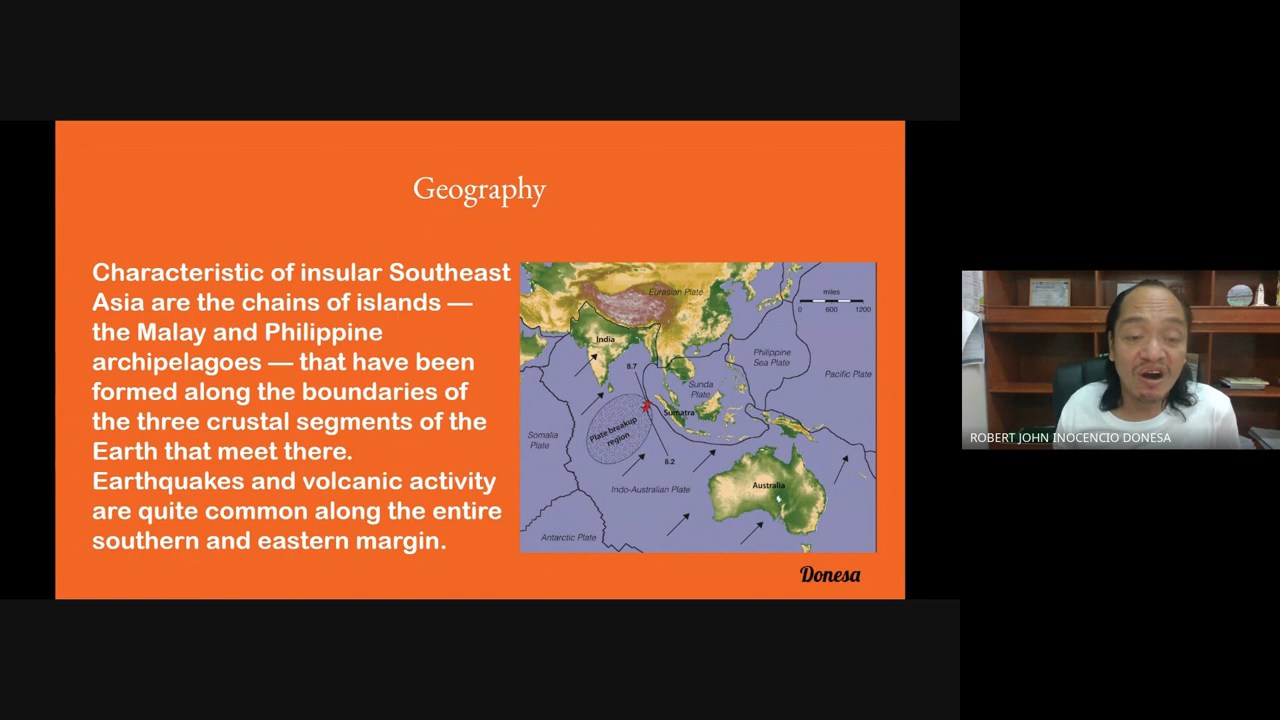 Geography
Characteristic of insular Southeast
Asia are the chains of islands —
the Malay and Philippine
archipelagoes — that have been
formed along the boundaries of
the three crustal segments of the
Earth that meet there.
Earthquakes and volcanic activity
are quite common along the entire
southern and eastern margin.
Eurasian Plate
miles
0 600 1200
India
Philippine
Sea Plate
8.7
Pacific Plate
Sunda
Plate
Sumatra
Plate breakup
region
Somalia
Plate
8.2
Indo-Australian Plate
Australia
Antarctic Plate
Donesa
ROBERT JOHN INOCENCIO DONESA